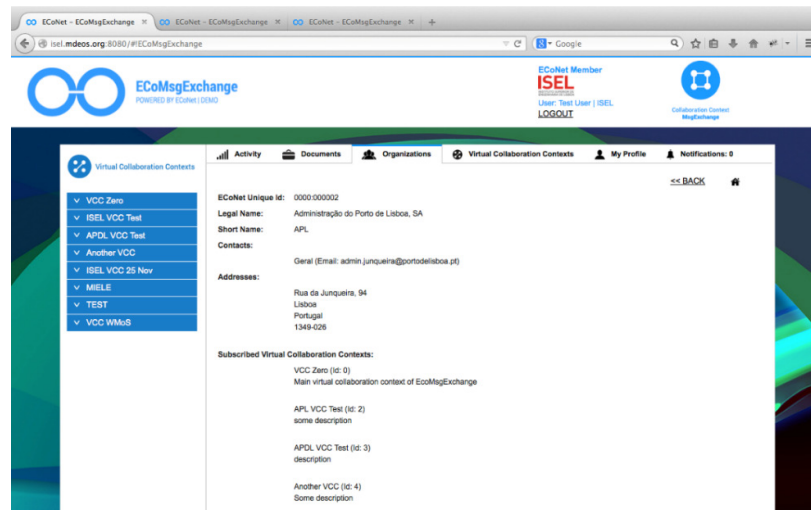 ECoNet - ECoMsgExchange
ECoNet - ECoMsgExchange
ECoNet - ECoMsgExchange
isel.mdeos.org:8080/#!ECoMsgExchange
Google
ECoMsgExchange
POWERED BY ECoNet | DEMO
ECoNet Member
ISEL
User: Test User | ISEL
LOGOUT
Collaboration Context
MsgExchange
Virtual Collaboration Contexts
Activity
Documents
Organizations
Virtual Collaboration Contexts
My Profile
Notifications: 0
<< BACK
VCC Zero
ISEL VCC Test
APDL VCC Test
Another VCC
ISEL VCC 25 Nov
MIELE
TEST
VCC WMoS
ECoNet Unique Id: 0000:000002
Legal Name: Administração do Porto de Lisboa, SA
Short Name: APL
Contacts:
Geral (Email: admin.junqueira@portodelisboa.pt)
Addresses:
Rua da Junqueira, 94
Lisboa
Portugal
1349-026
Subscribed Virtual Collaboration Contexts:
VCC Zero (Id: 0)
Main virtual collaboration context of EcoMsgExchange
APL VCC Test (Id: 2)
some description
APDL VCC Test (Id: 3)
description
Another VCC (Id: 4)
Some description